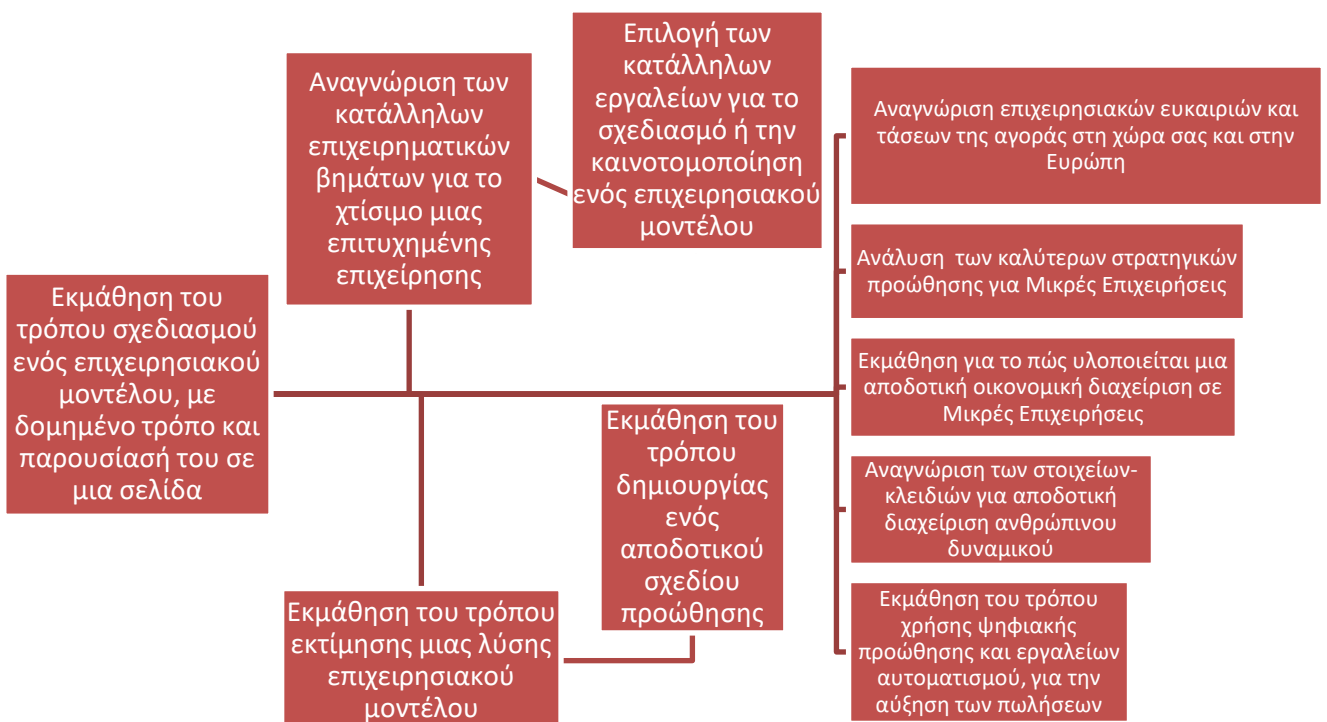 Εκμάθηση του
τρόπου σχεδιασμού
ενός επιχειρησιακού
μοντέλου, με
δομημένο τρόπο και
παρουσίασή του σε
μια σελίδα
Αναγνώριση των
κατάλληλων
επιχειρηματικών
βημάτων για το
χτίσιμο μιας
επιτυχημένης
επιχείρησης
Επιλογή των
κατάλληλων
εργαλείων για το
σχεδιασμό ή την
καινοτομοποίηση
ενός επιχειρησιακού
μοντέλου
Εκμάθηση του τρόπου
εκτίμησης μιας λύσης
επιχειρησιακού
μοντέλου
Εκμάθηση του
τρόπου
δημιουργίας
ενός
αποδοτικού
σχεδίου
προώθησης
Αναγνώριση επιχειρησιακών ευκαιριών και
τάσεων της αγοράς στη χώρα σας και στην
Ευρώπη
Ανάλυση των καλύτερων στρατηγικών
προώθησης για Μικρές Επιχειρήσεις
Εκμάθηση για το πώς υλοποιείται μια
αποδοτική οικονομική διαχείριση σε
Μικρές Επιχειρήσεις
Αναγνώριση των στοιχείων-
κλειδιών για αποδοτική
διαχείριση ανθρώπινου
δυναμικού
Εκμάθηση του τρόπου
χρήσης ψηφιακής
προώθησης και εργαλείων
αυτοματισμού, για την
αύξηση των πωλήσεων